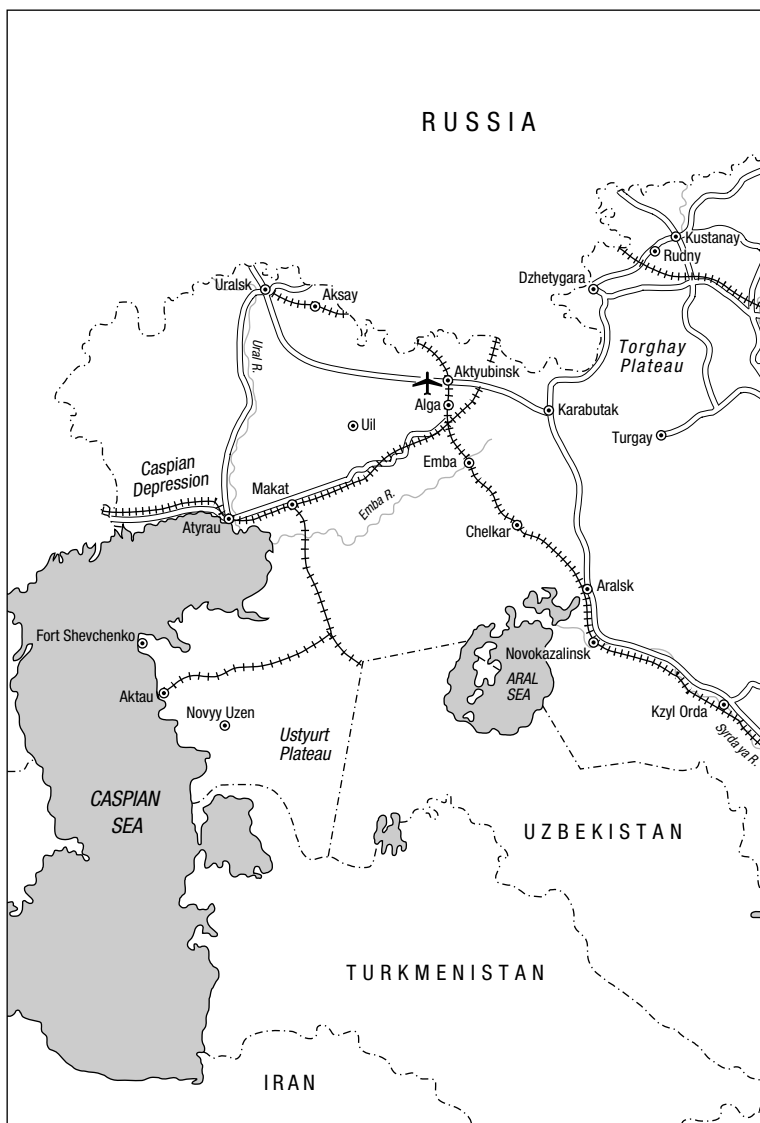 RUSSIA
Kustanay
Rudny
Dzhetygara
Uralsk
Aksay
Ural R.
Torghay
Plateau
Aktyubinsk
Alga
Karabutak
Uil
Turgay
Caspian
Depression
Emba
Makat
Emba R.
Atyrau
Chelkar
Aralsk
Fort Shevchenko
Novokazalinsk
ARAL
SEA
Aktau
Kzyl Orda
Novyy Uzen
Ustyurt
Plateau
Syrda ya R.
CASPIAN
SEA
UZBEKISTAN
TURKMENISTAN
IRAN